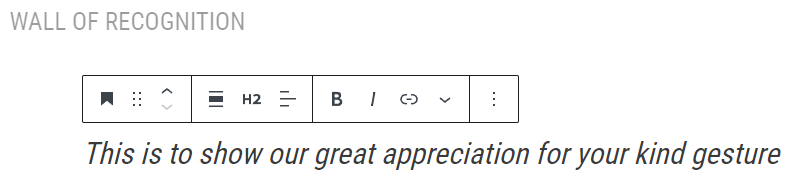 WALL OF RECOGNITION
H2 B I
This is to show our great appreciation for your kind gesture